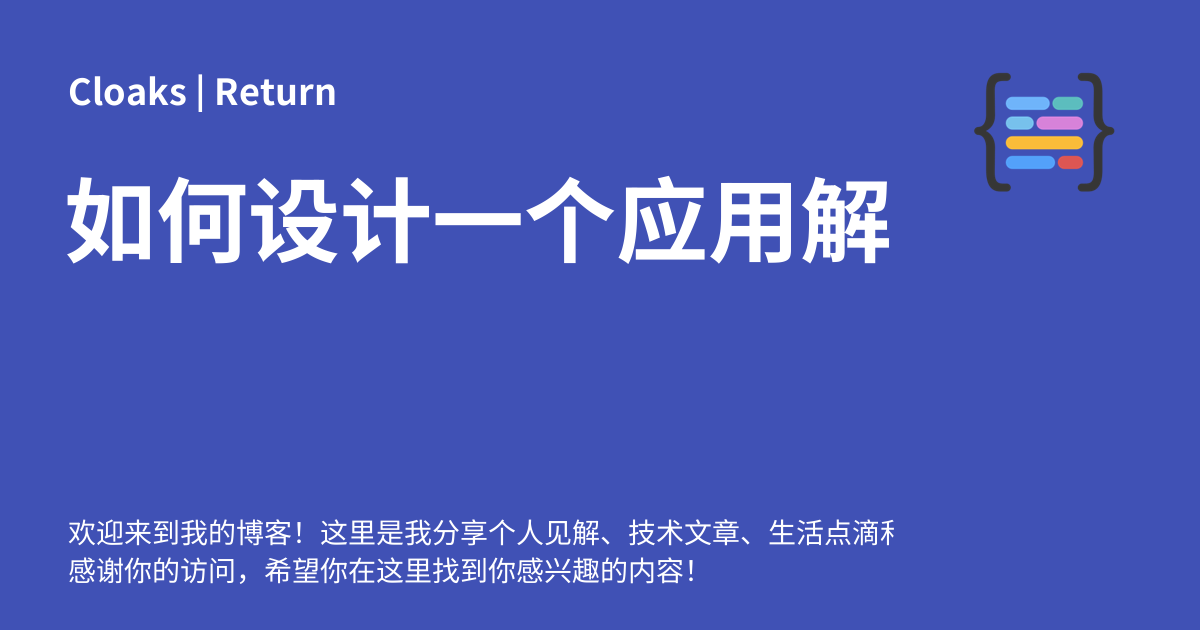 Cloaks | Return
如何设计一个应用解
欢迎来到我的博客！这里是我分享个人见解、技术文章、生活点滴
感谢你的访问，希望你在这里找到你感兴趣的内容！